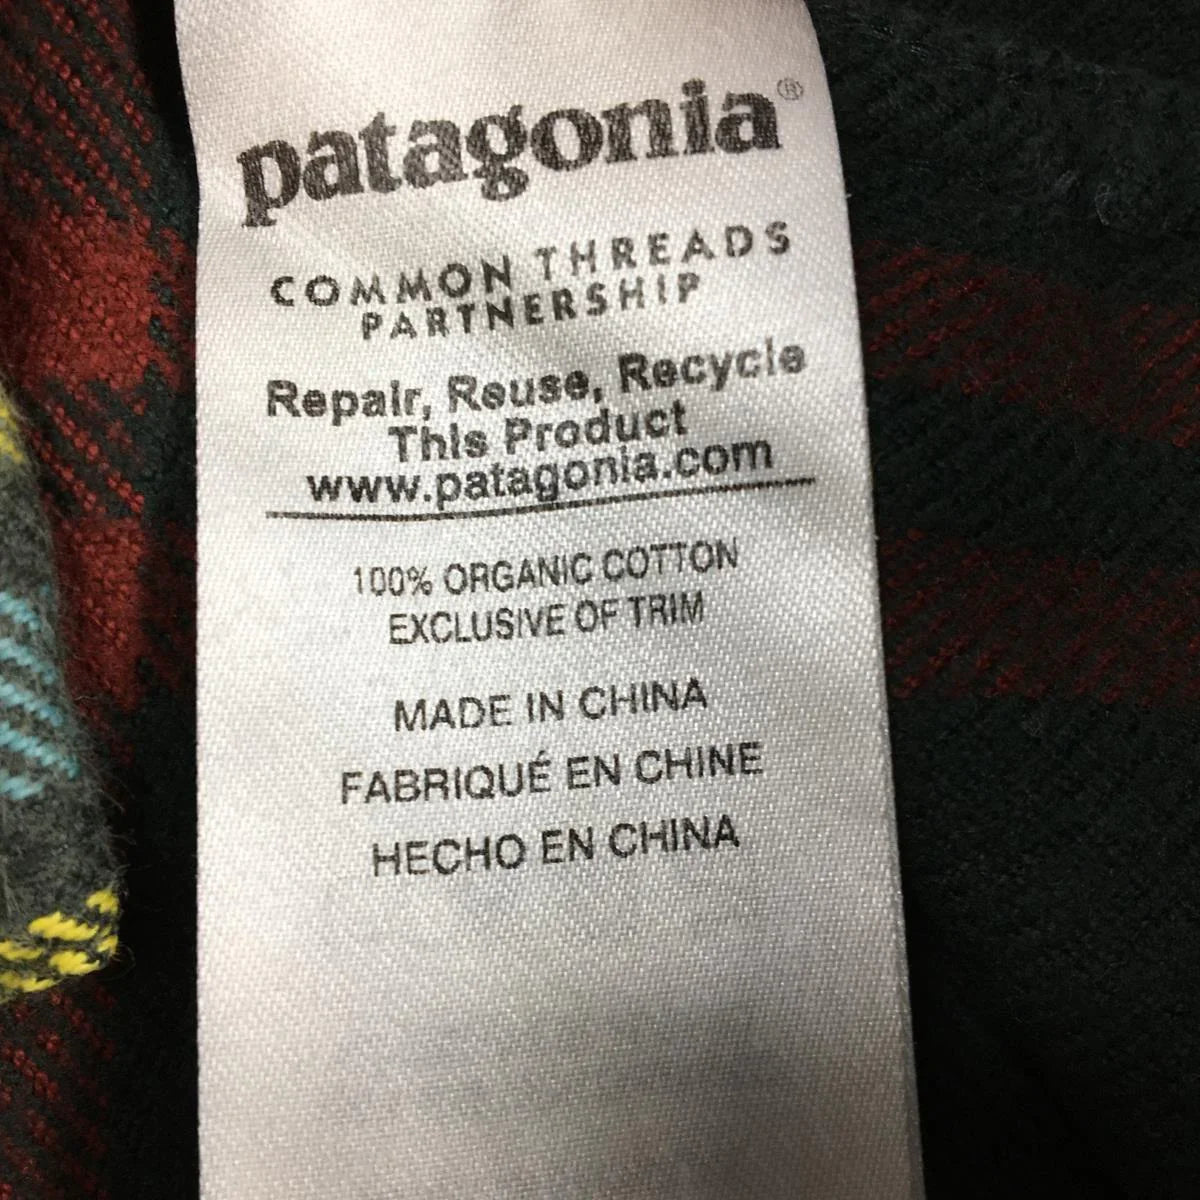 patagonia®
COMMON THREADS
PARTNERSHIP
Repair, Reuse, Recycle
This Product
www.patagonia.com
100% ORGANIC COTTON
EXCLUSIVE OF TRIM
MADE IN CHINA
FABRIQUÉ EN CHINE
HECHO EN CHINA